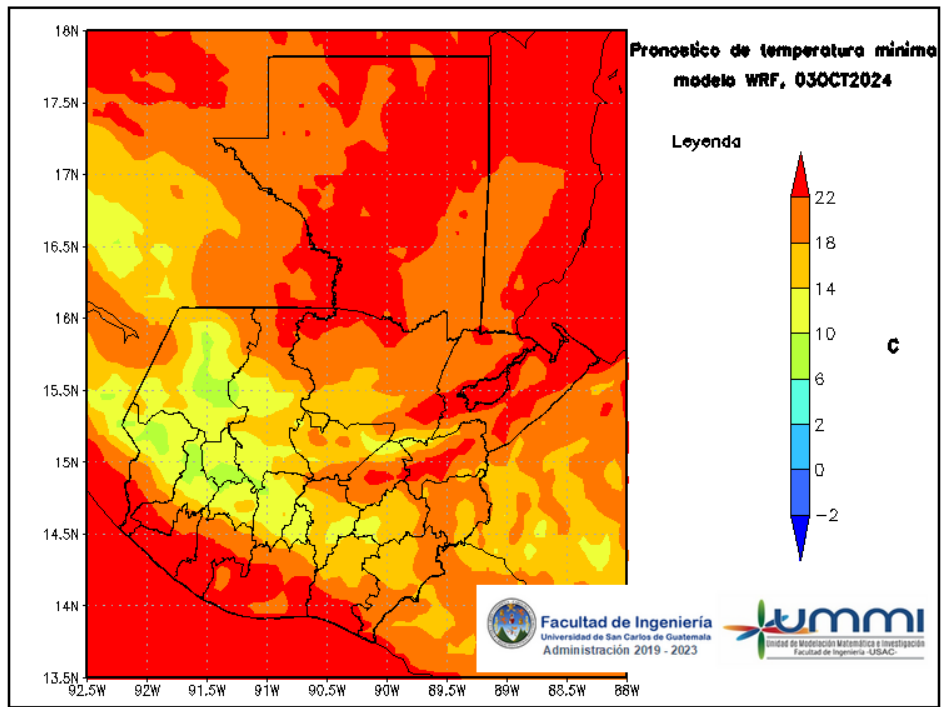 Pronostico de temperatura minima
modelo WRF, 03OCT2024
Leyenda
22
18
14
10
6
2
0
−2
C
18N
17.5N
17N
16.5N
16N
15.5N
15N
14.5N
14N
13.5N
92.5W
92W
91.5W
91W
90.5W
90W
89.5W
89W
88.5W
88W
Facultad de Ingeniería
Universidad de San Carlos de Guatemala
Administración 2019 - 2023
UMMI
Unidad de Modelación Matemática e Investigación
Facultad de Ingeniería -USAC-